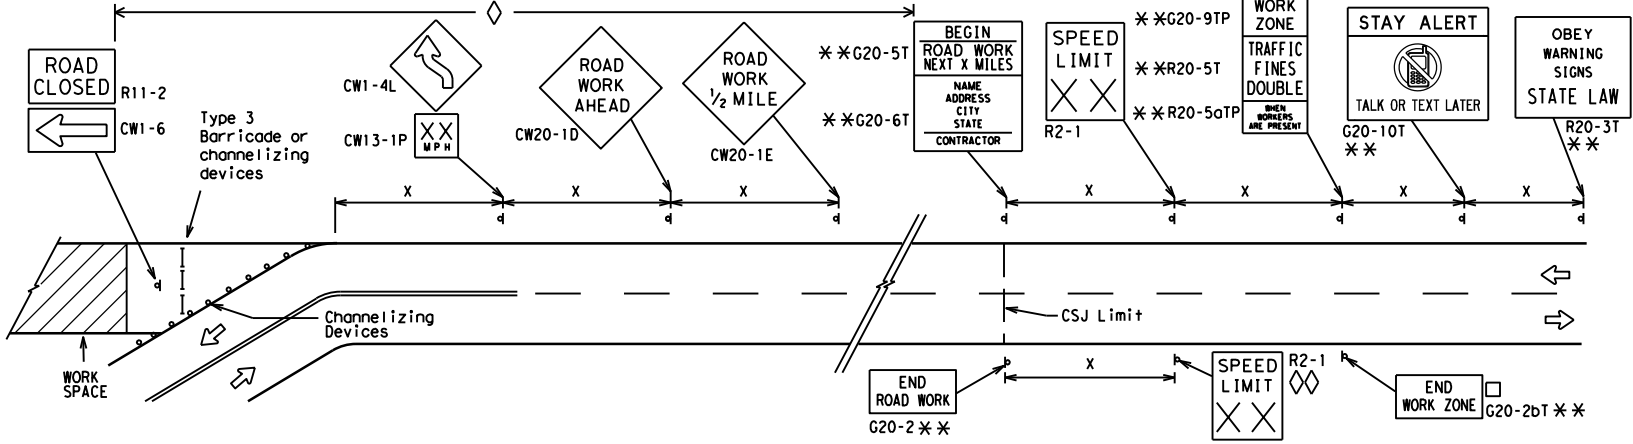 ROAD
CLOSED
R11-2
CW1-6
Type 3
Barricade or
channelizing
devices
CW1-4L
XX
MPH
CW13-1P
ROAD
WORK
AHEAD
CW20-1D
ROAD
WORK
1/2 MILE
CW20-1E
**G20-5T
BEGIN
ROAD WORK
NEXT X MILES
**G20-6T
NAME
ADDRESS
CITY
STATE
CONTRACTOR
SPEED
LIMIT
XX
R2-1
**G20-9TP
WORK
ZONE
**R20-5T
TRAFFIC
FINES
DOUBLE
**R20-5aTP
WHEN
WORKERS
ARE PRESENT
STAY ALERT
TALK OR TEXT LATER
G20-10T
**
OBEY
WARNING
SIGNS
STATE LAW
R20-3T
**
X
X
X
X
X
X
X
Channelizing
Devices
WORK
SPACE
CSJ Limit
X
END
ROAD WORK
G20-2 **
SPEED
LIMIT
XX
R2-1
END
WORK ZONE
G20-2bT **